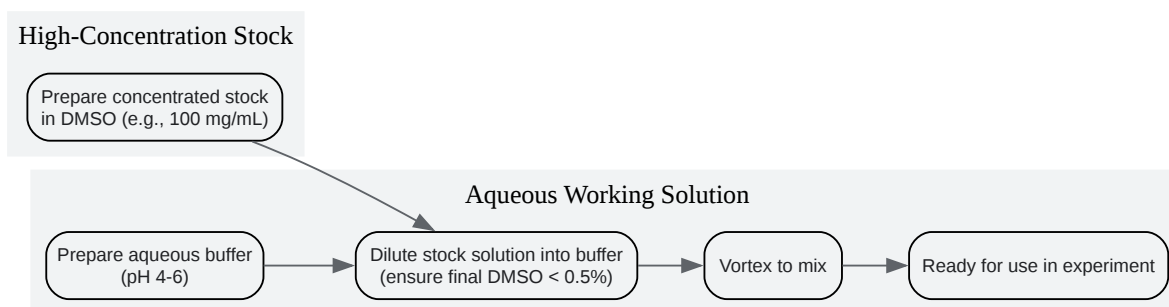 High-Concentration Stock
Prepare concentrated stock
in DMSO (e.g., 100 mg/mL)
Aqueous Working Solution
Prepare aqueous buffer
(pH 4-6)
Dilute stock solution into buffer
(ensure final DMSO < 0.5%)
Vortex to mix
Ready for use in experiment